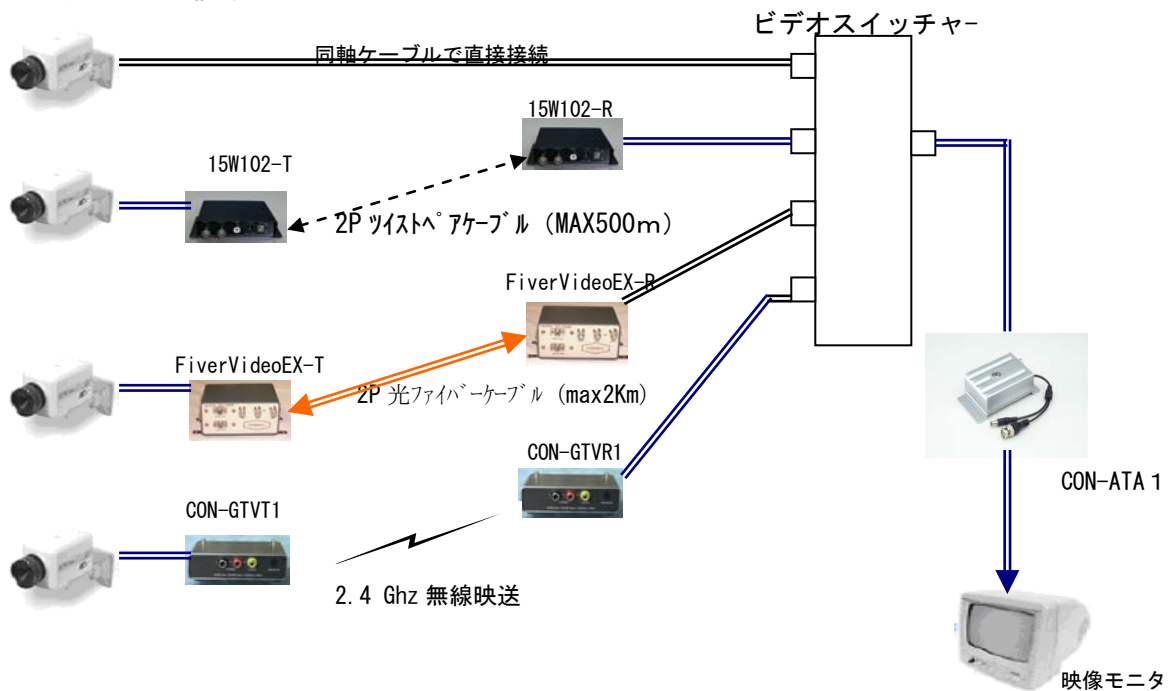 ビデオスイッチャー
同軸ケーブルで直接接続
15W102-R
15W102-T
2P ﾂｲｽﾄﾍﾟｱｹｰﾌﾞﾙ (MAX500ｍ)
FiverVideoEX-R
FiverVideoEX-T
2P 光ﾌｧｲﾊﾞｰｹｰﾌﾞﾙ (max2Km)
CON-GTVR1
CON-ATA１
CON-GTVT1
2.4 Ghz 無線映送
映像モニタ